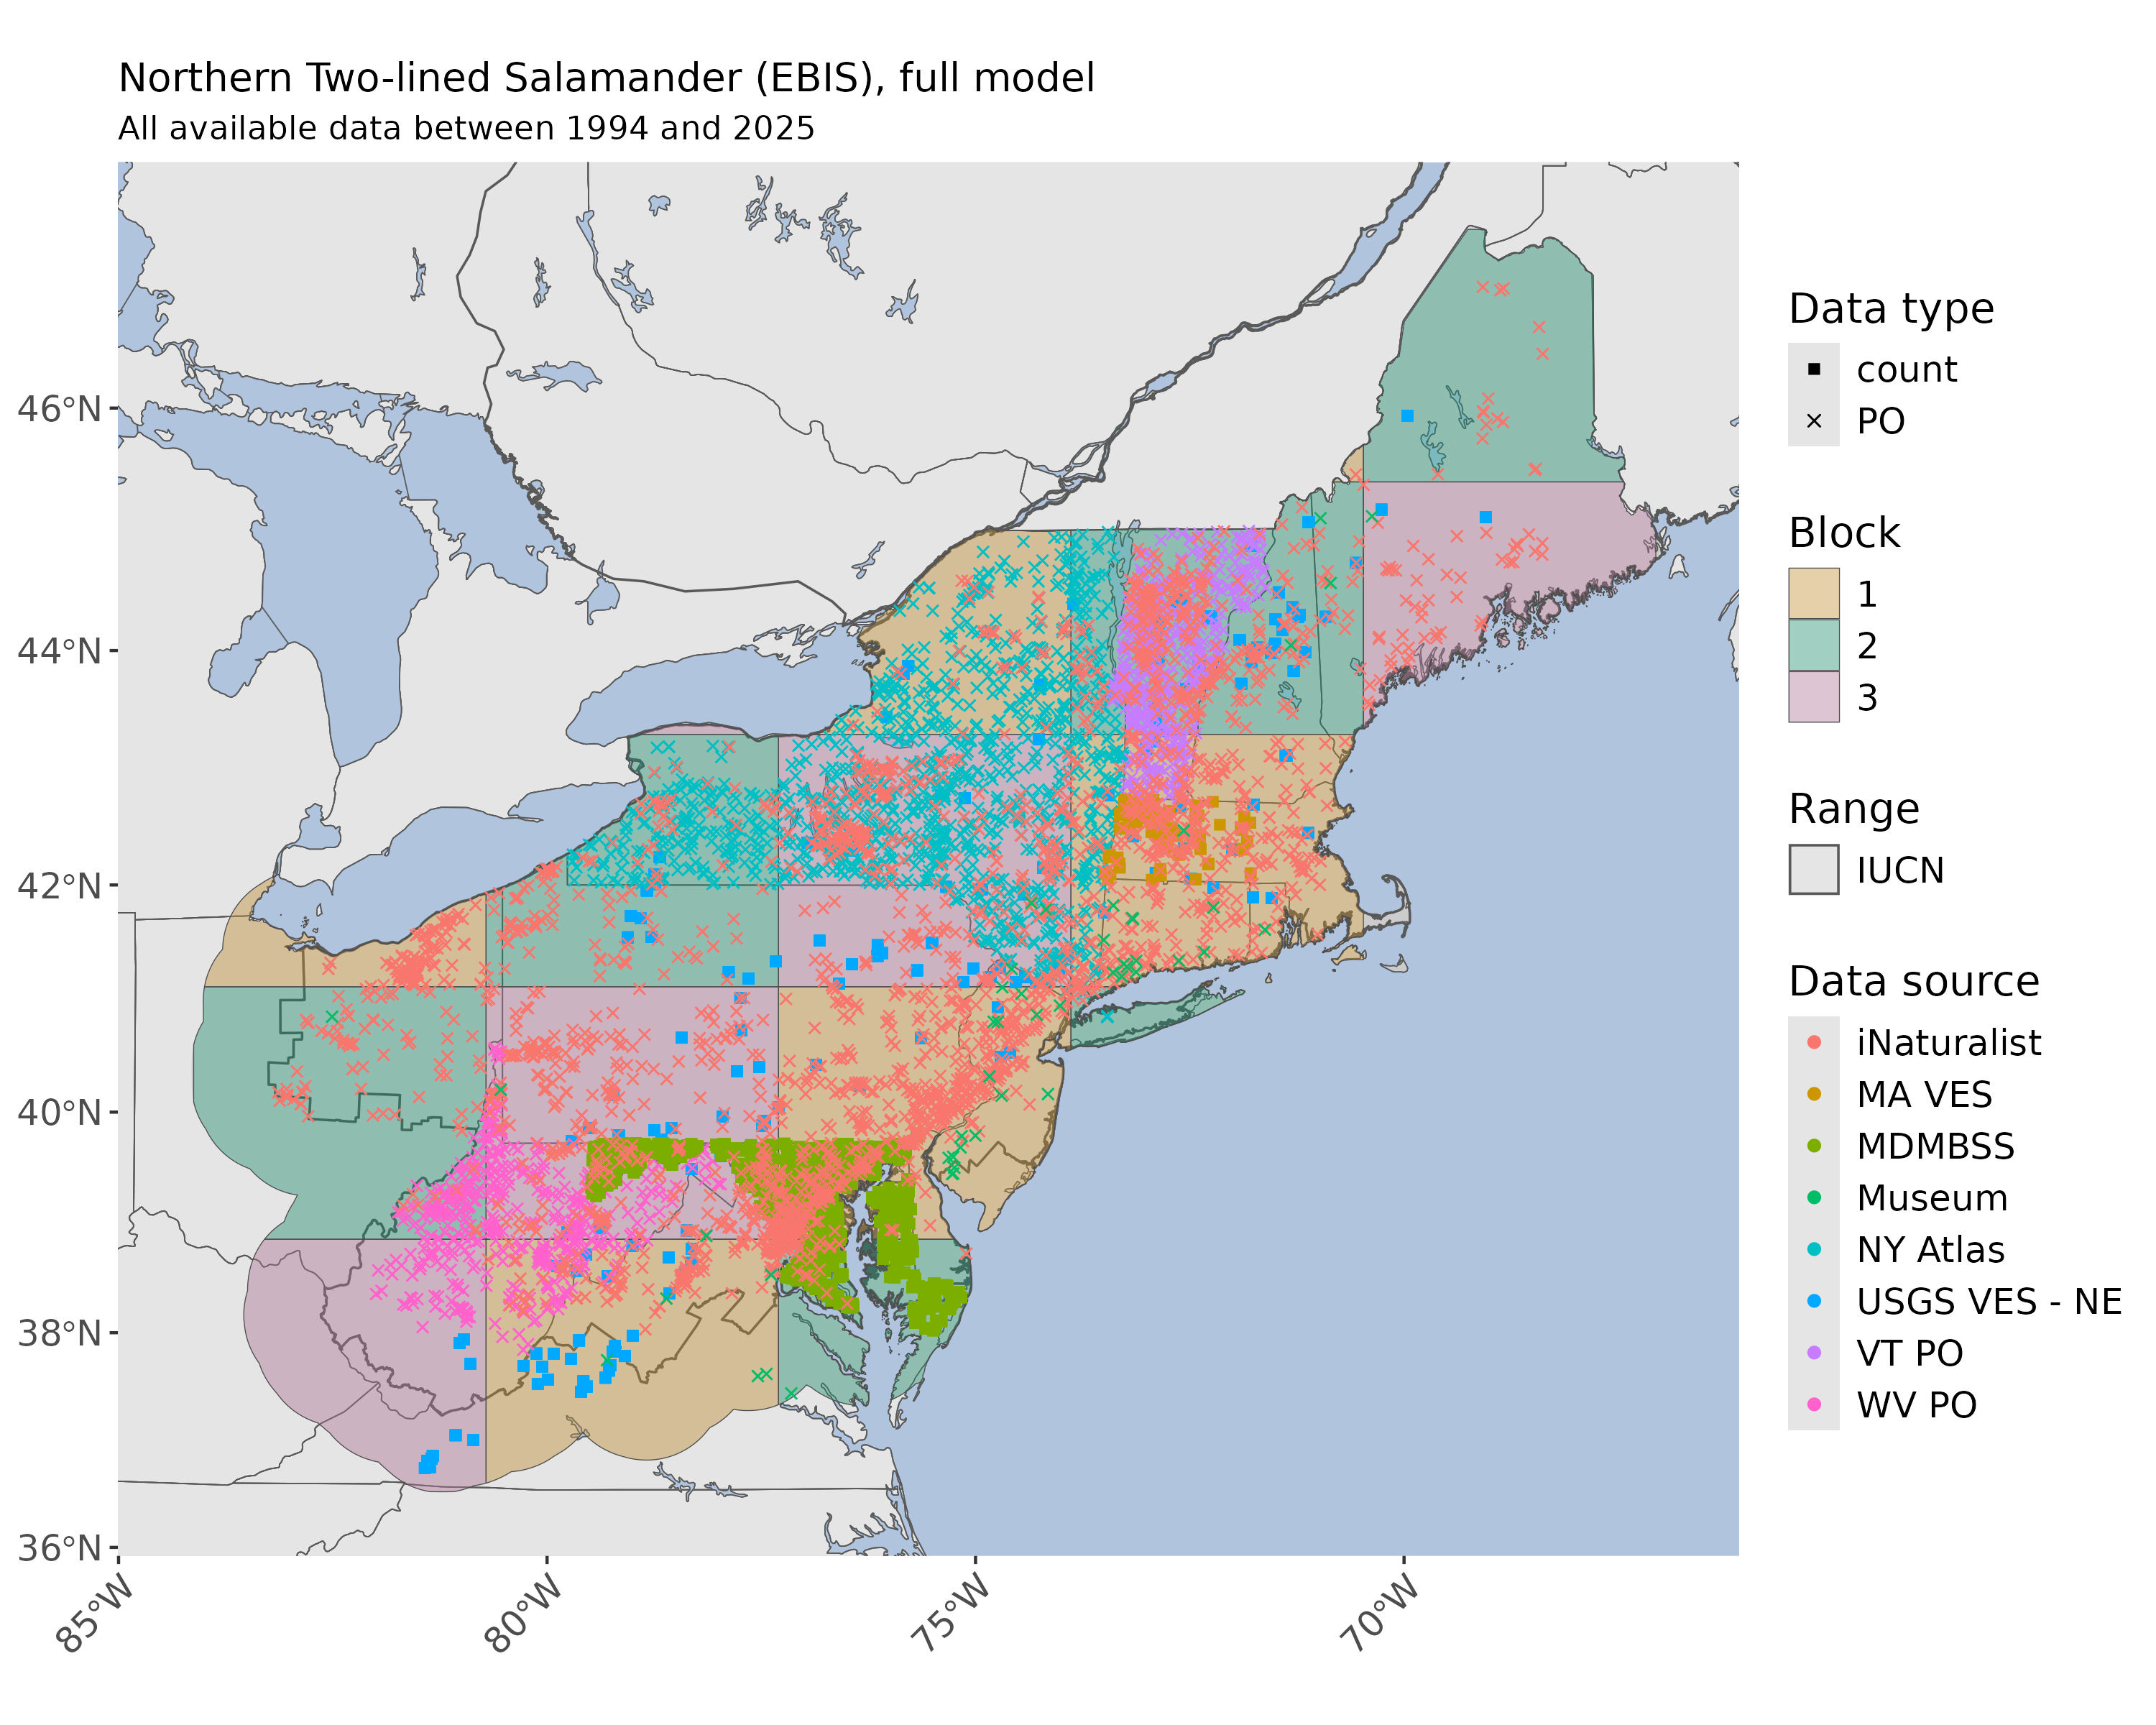 Northern Two-lined Salamander (EBIS), full model
All available data between 1994 and 2025
46°N
44°N
42°N
40°N
38°N
36°N
85°W
80°W
75°W
70°W
Data type
count
PO
Block
1
2
3
Range
IUCN
Data source
iNaturalist
MA VES
MDMBSS
Museum
NY Atlas
USGS VES - NE
VT PO
WV PO